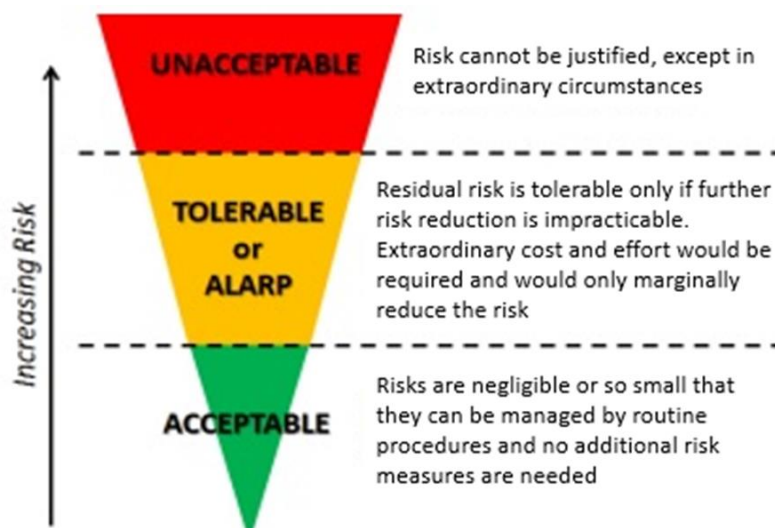 UNACCEPTABLE
Risk cannot be justified, except in
extraordinary circumstances
Increasing Risk
TOLERABLE
or
ALARP
Residual risk is tolerable only if further
risk reduction is impracticable.
Extraordinary cost and effort would be
required and would only marginally
reduce the risk
ACCEPTABLE
Risks are negligible or so small that
they can be managed by routine
procedures and no additional risk
measures are needed